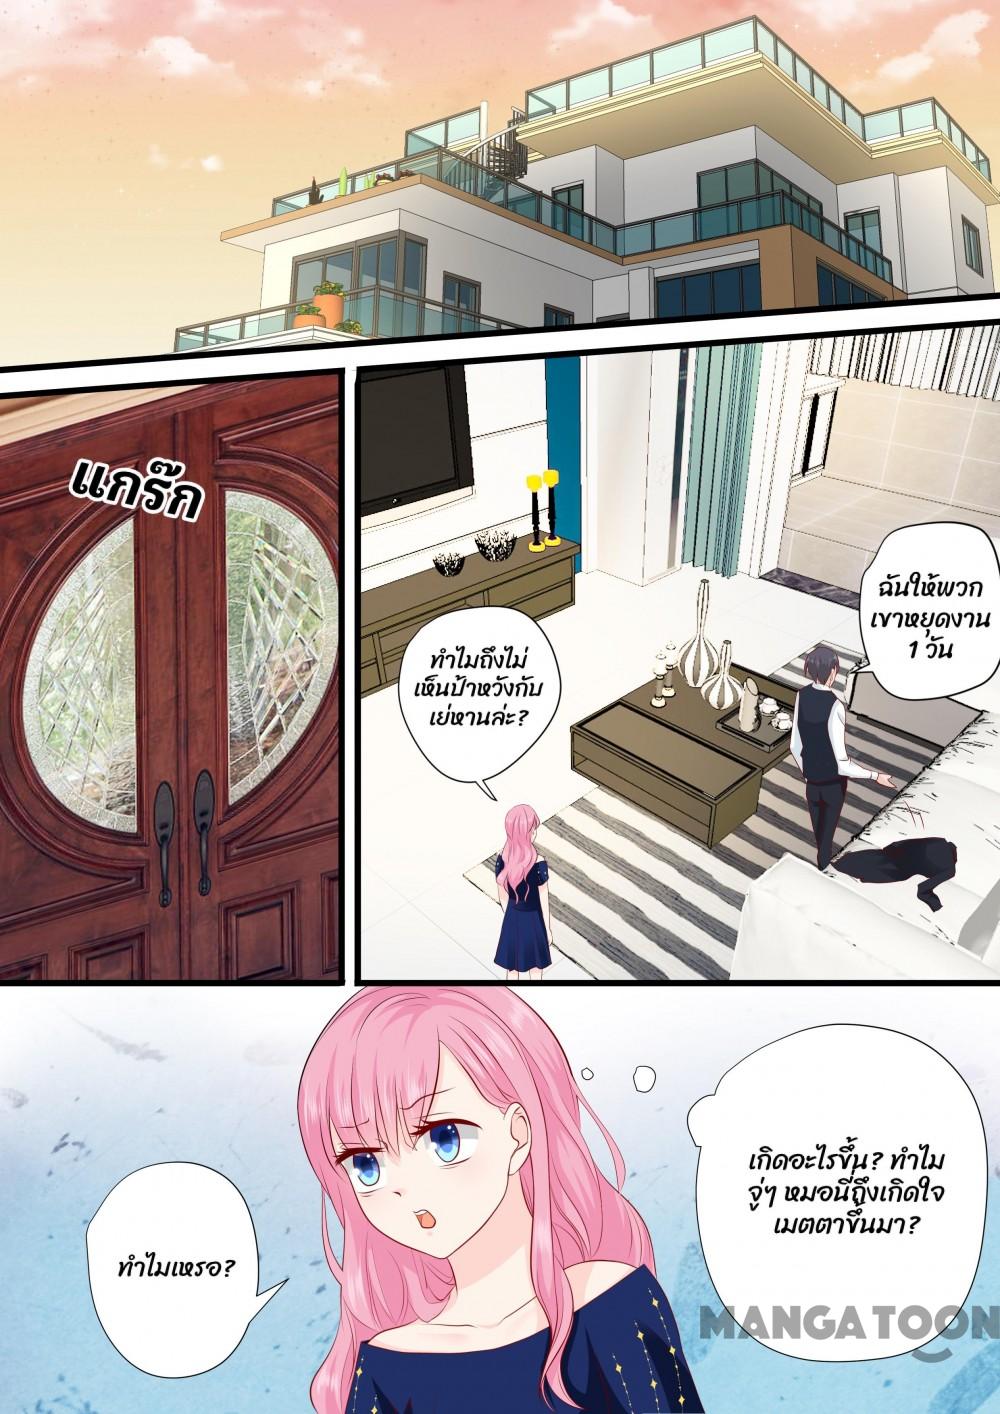 แกร๊ก
ทำไมถึงไม่
เห็นป้าหวังกับ
เย่หานล่ะ?
ฉันให้พวก
เขาหยุดงาน
1 วัน
ทำไมเหรอ?
เกิดอะไรขึ้น? ทำไม
จู่ๆ หมอนี่ถึงเกิดใจ
เมตตาขึ้นมา?
MANGATOON